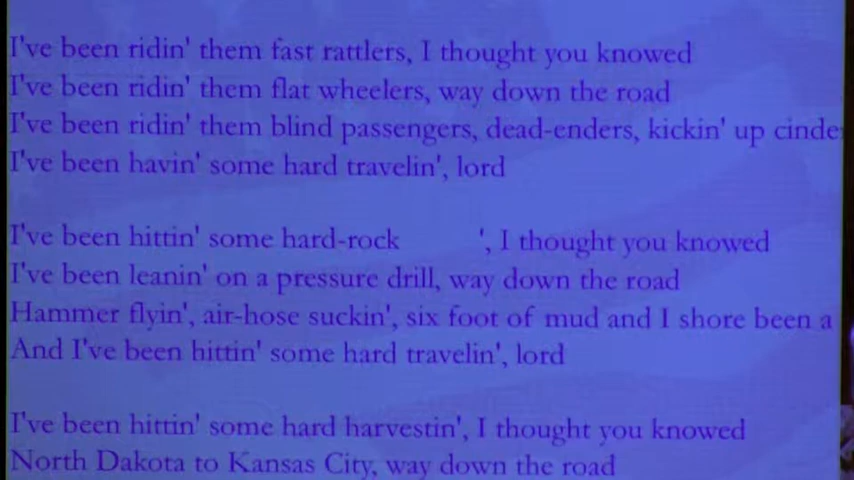 I've been ridin' them fast rattlers, I thought you knowed
I've been ridin' them flat wheelers, way down the road
I've been ridin' them blind passengers, dead-enders, kickin' up cinde
I've been havin' some hard travelin', lord
I've been hittin' some hard-rock ', I thought you knowed
I've been leanin' on a pressure drill, way down the road
Hammer flyin', air-hose suckin', six foot of mud and I shore been a
And I've been hittin' some hard travelin', lord
I've been hittin' some hard harvestin', I thought you knowed
North Dakota to Kansas City, way down the road